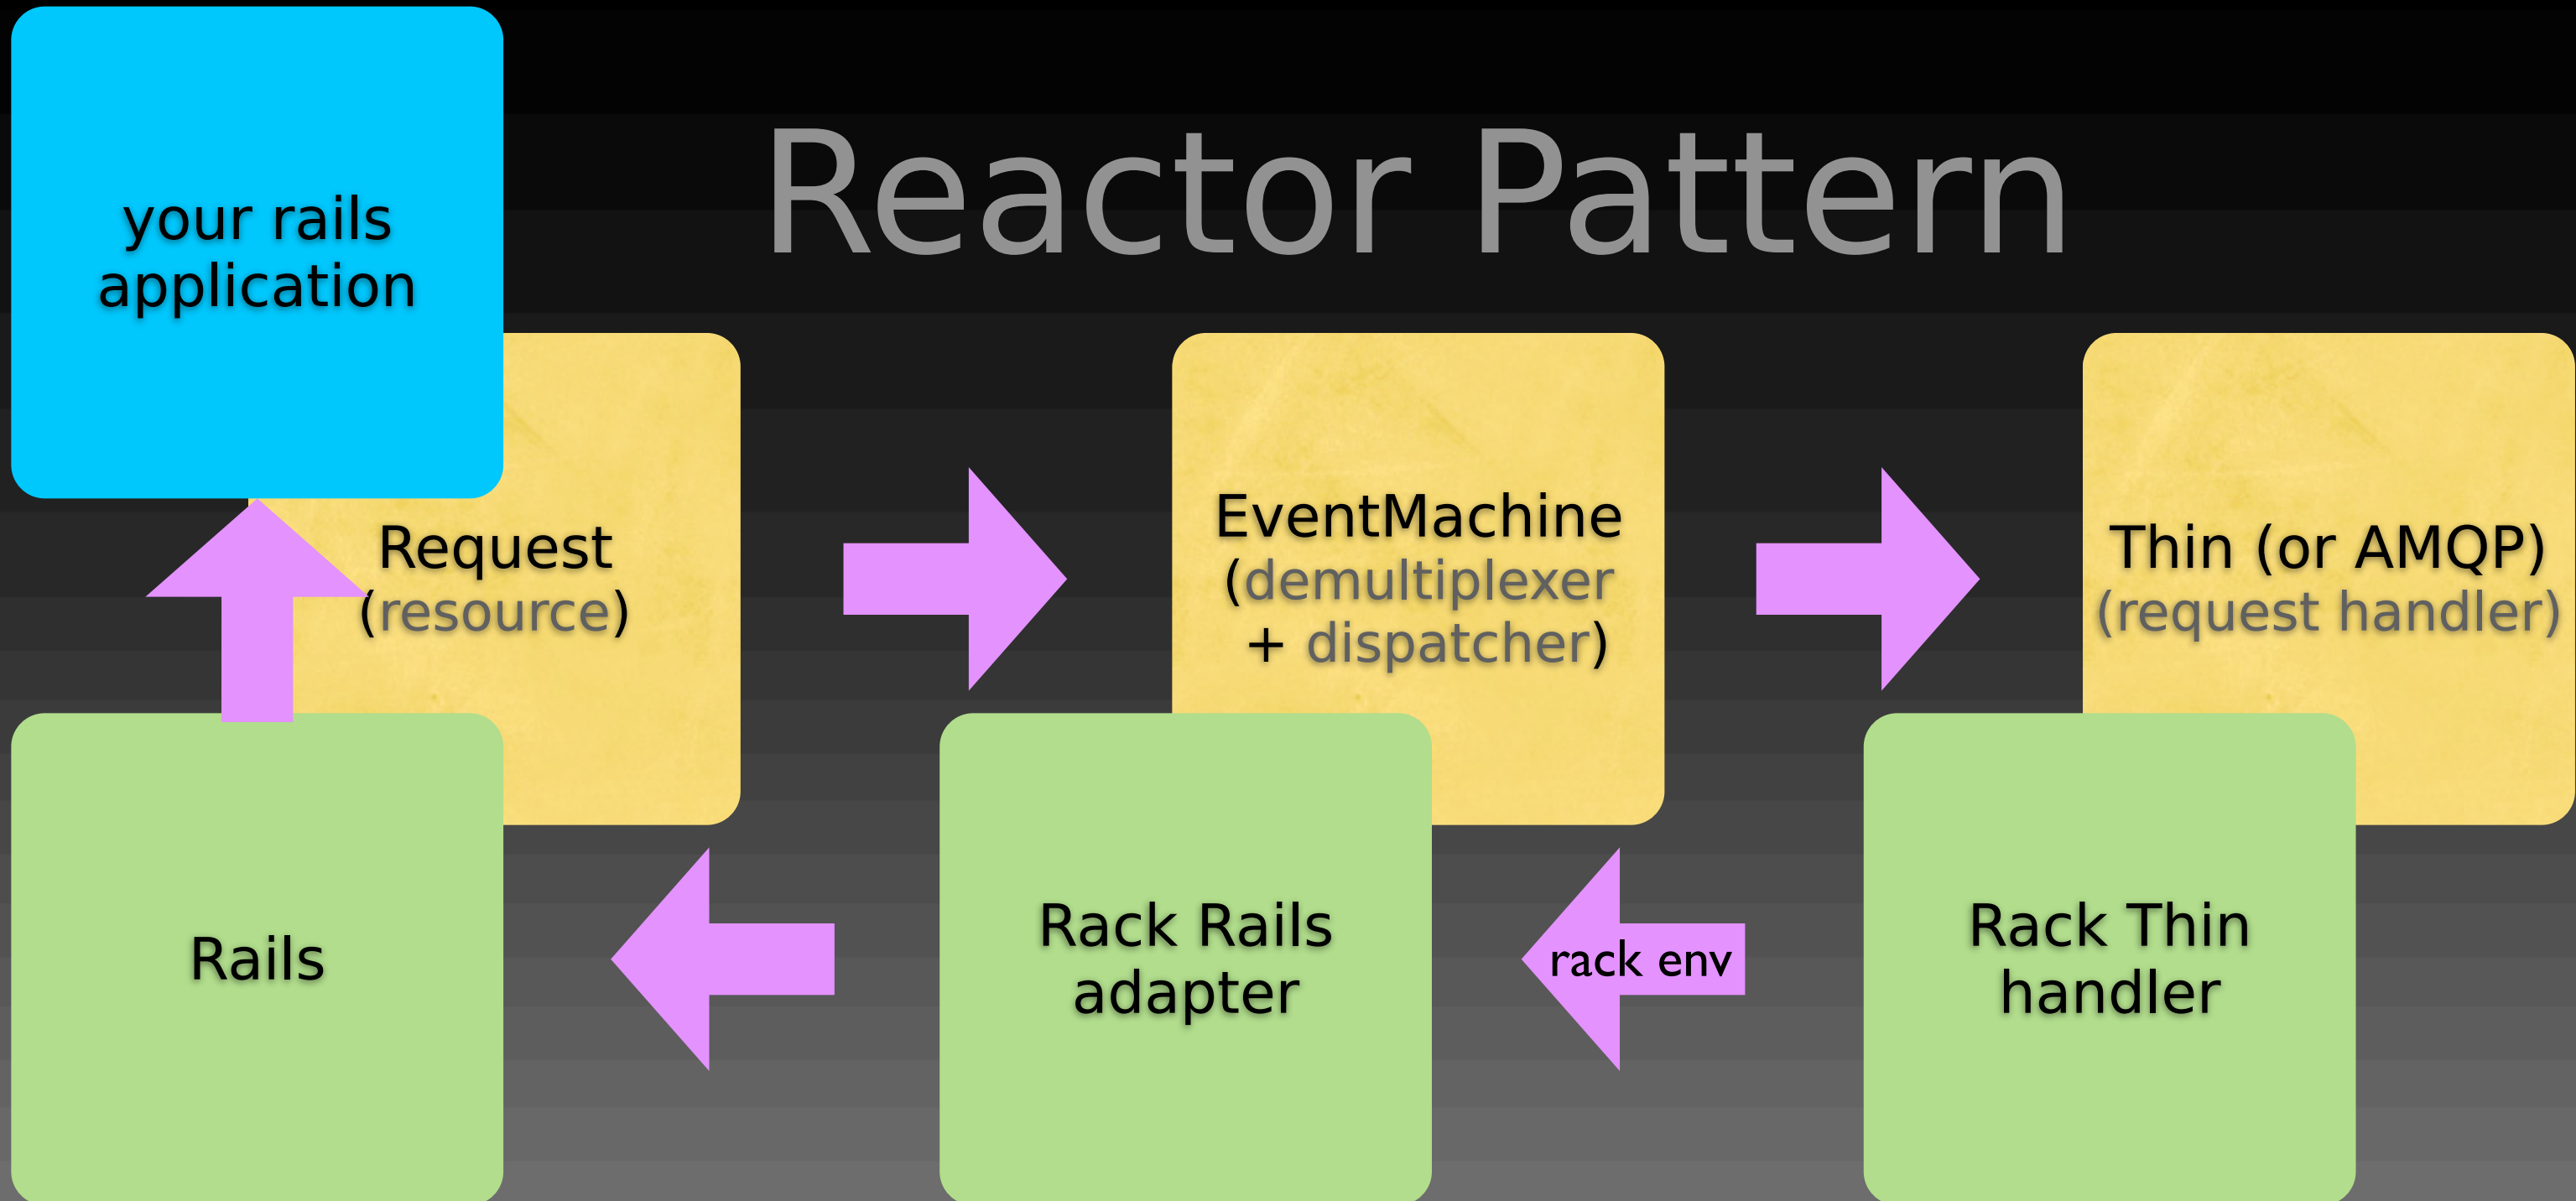 your rails
application
Reactor Pattern
Request
(resource)
EventMachine
(demultiplexer
+ dispatcher)
Thin (or AMQP)
(request handler)
Rails
Rack Rails
adapter
rack env
Rack Thin
handler